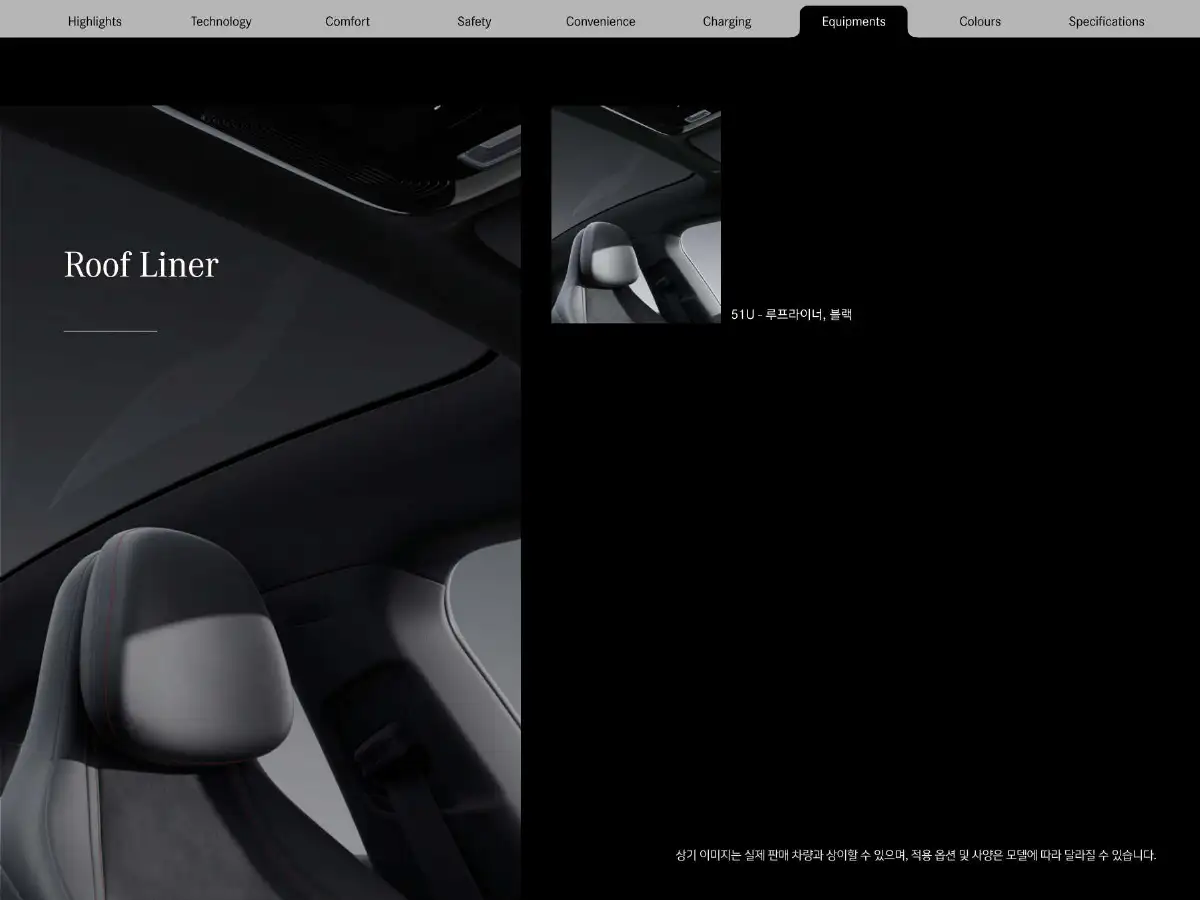 Highlights
Technology
Comfort
Safety
Convenience
Charging
Equipments
Colours
Specifications
Roof Liner
51U - 루프라이너, 블랙
상기 이미지는 실제 판매 차량과 상이할 수 있으며, 적용 옵션 및 사양은 모델에 따라 달라질 수 있습니다.